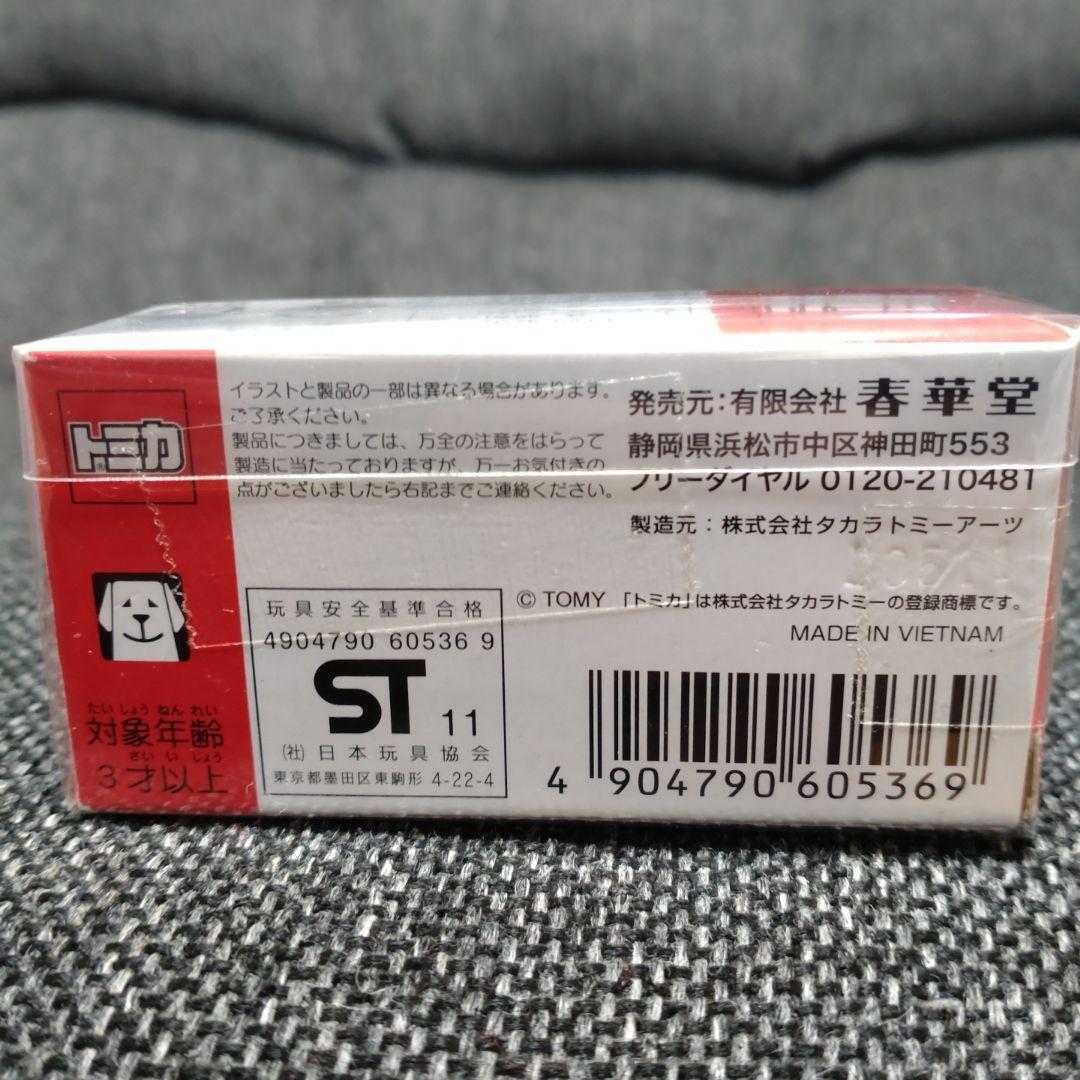 トミカ
®
イラストと製品の一部は異なる場合があります。
ご了承ください。
製品につきましては、万全の注意をはらって
製造に当たっておりますが、万一お気付きの
点がございましたら右記までご連絡ください。
発売元:有限会社 春華堂
静岡県浜松市中区神田町553
フリーダイヤル 0120-210481
製造元：株式会社タカラトミーアーツ
© TOMY 「トミカ」は株式会社タカラトミーの登録商標です。
MADE IN VIETNAM
玩具安全基準合格
4904790 60536 9
ST 11
(社) 日本玩具協会
東京都墨田区東駒形 4-22-4
たいしょう ねん れい
対象年齢
さい い じょう
3才以上
4 904790 605369